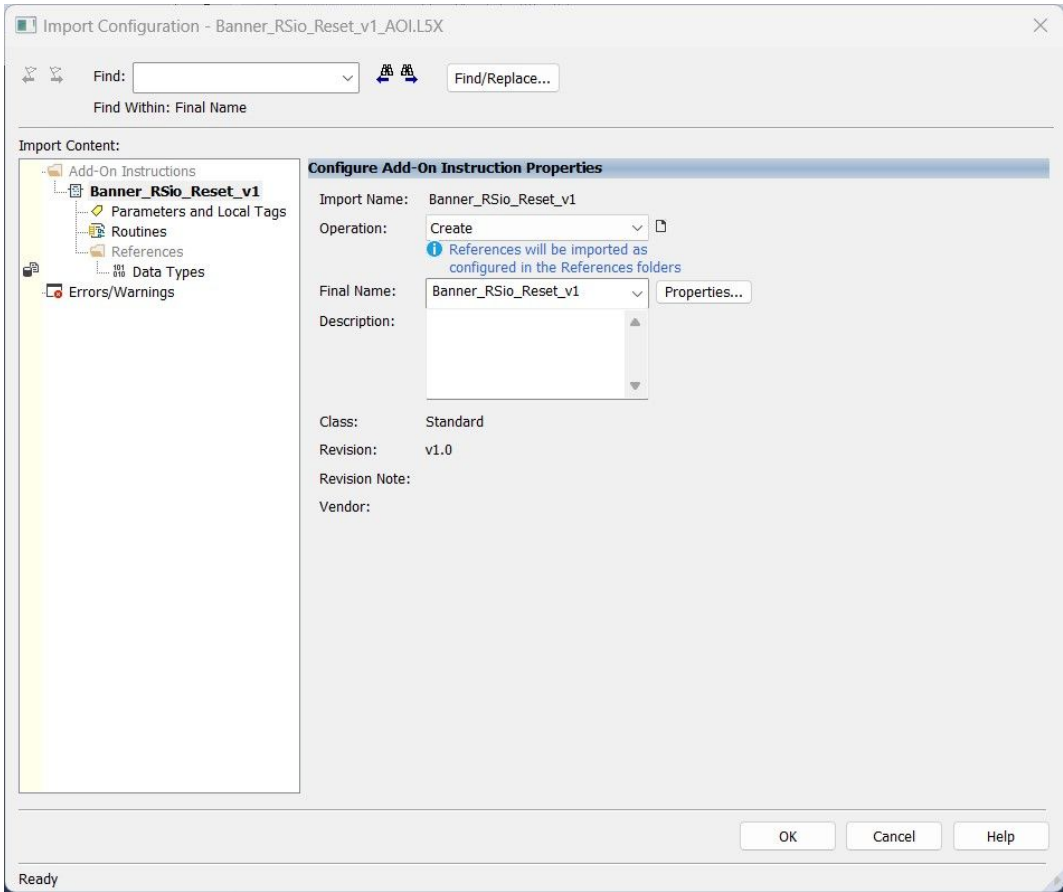 Import Configuration - Banner_RSio_Reset_v1_AOI.L5X
Find:
Find/Replace...
Find Within: Final Name
Import Content:
Add-On Instructions
Banner_RSio_Reset_v1
Parameters and Local Tags
Routines
References
Data Types
Errors/Warnings
Configure Add-On Instruction Properties
Import Name: Banner_RSio_Reset_v1
Operation: Create
References will be imported as
configured in the References folders
Final Name: Banner_RSio_Reset_v1 Properties...
Description:
Class: Standard
Revision: v1.0
Revision Note:
Vendor:
OK Cancel Help
Ready